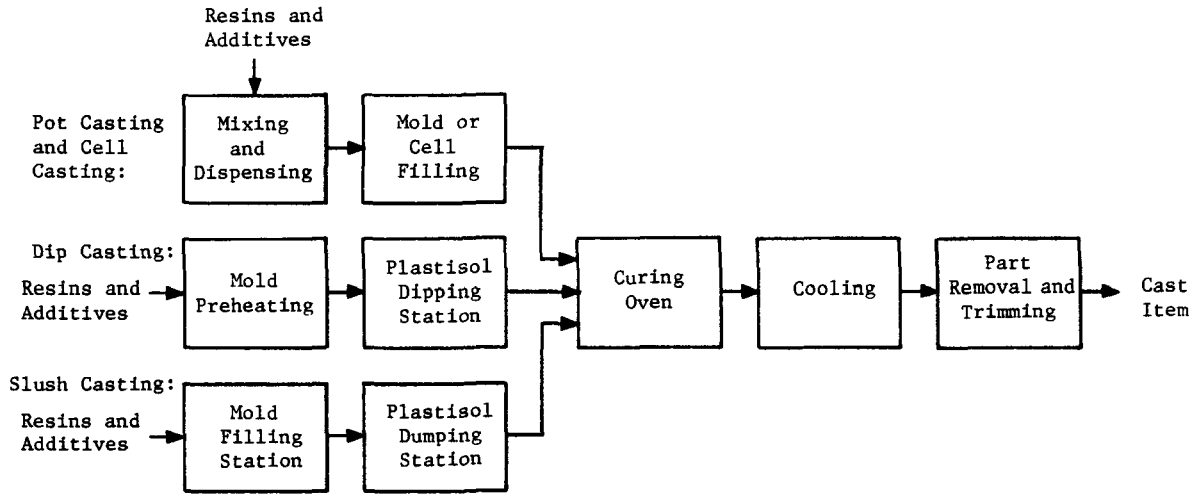 Resins and
Additives
Pot Casting
and Cell
Casting:
Mixing
and
Dispensing
Mold or
Cell
Filling
Dip Casting:
Resins and
Additives
Mold
Preheating
Plastisol
Dipping
Station
Curing
Oven
Cooling
Part
Removal and
Trimming
Cast
Item
Slush Casting:
Resins and
Additives
Mold
Filling
Station
Plastisol
Dumping
Station